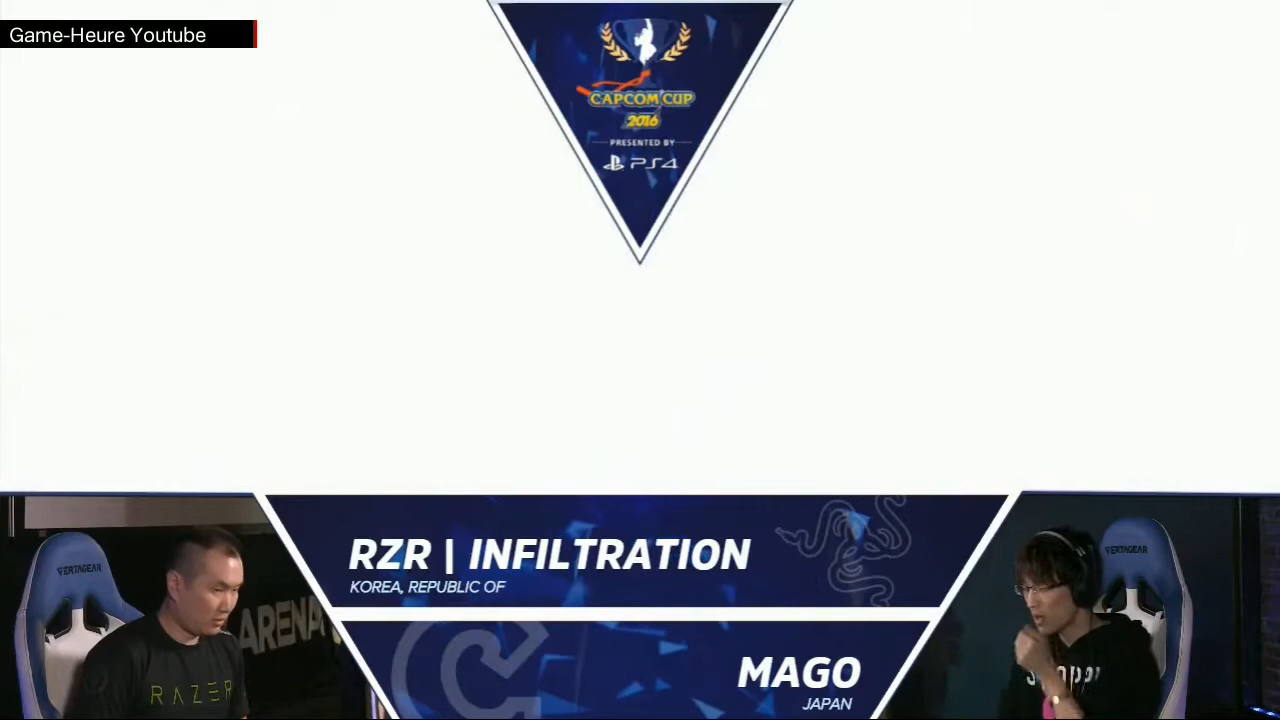 Game-Heure Youtube
CAPCOM CUP
2016
PRESENTED BY
PS4
RZR | INFILTRATION
KOREA, REPUBLIC OF
MAGO
JAPAN
VERTAGEAR
ARENA
RAZER
VERTAGEAR